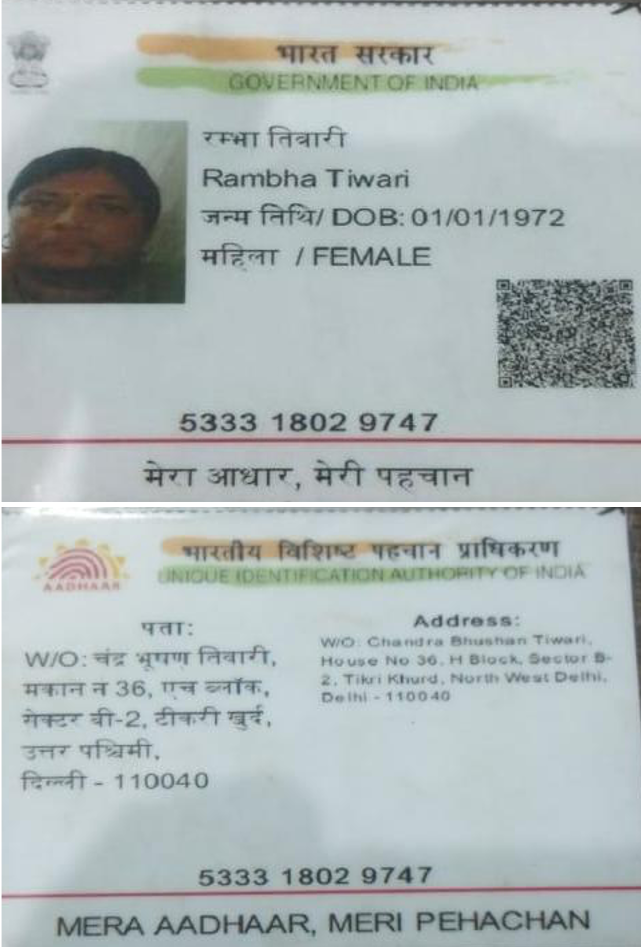 भारत सरकार
GOVERNMENT OF INDIA
रम्भा तिवारी
Rambha Tiwari
जन्म तिथि/ DOB: 01/01/1972
महिला / FEMALE
5333 1802 9747
मेरा आधार, मेरी पहचान
भारतीय विशिष्ट पहचान प्राधिकरण
UNIQUE IDENTIFICATION AUTHORITY OF INDIA
AADHAAR
पता:
W/O: चंद्र भूषण तिवारी,
मकान न 36, एच ब्लॉक,
सेक्टर बी-2, टीकरी खुर्द,
उत्तर पश्चिमी,
दिल्ली - 110040
Address:
W/O: Chandra Bhushan Tiwari,
House No 36, H Block, Sector B-
2, Tikri Khurd, North West Delhi,
Delhi - 110040
5333 1802 9747
MERA AADHAAR, MERI PEHACHAN